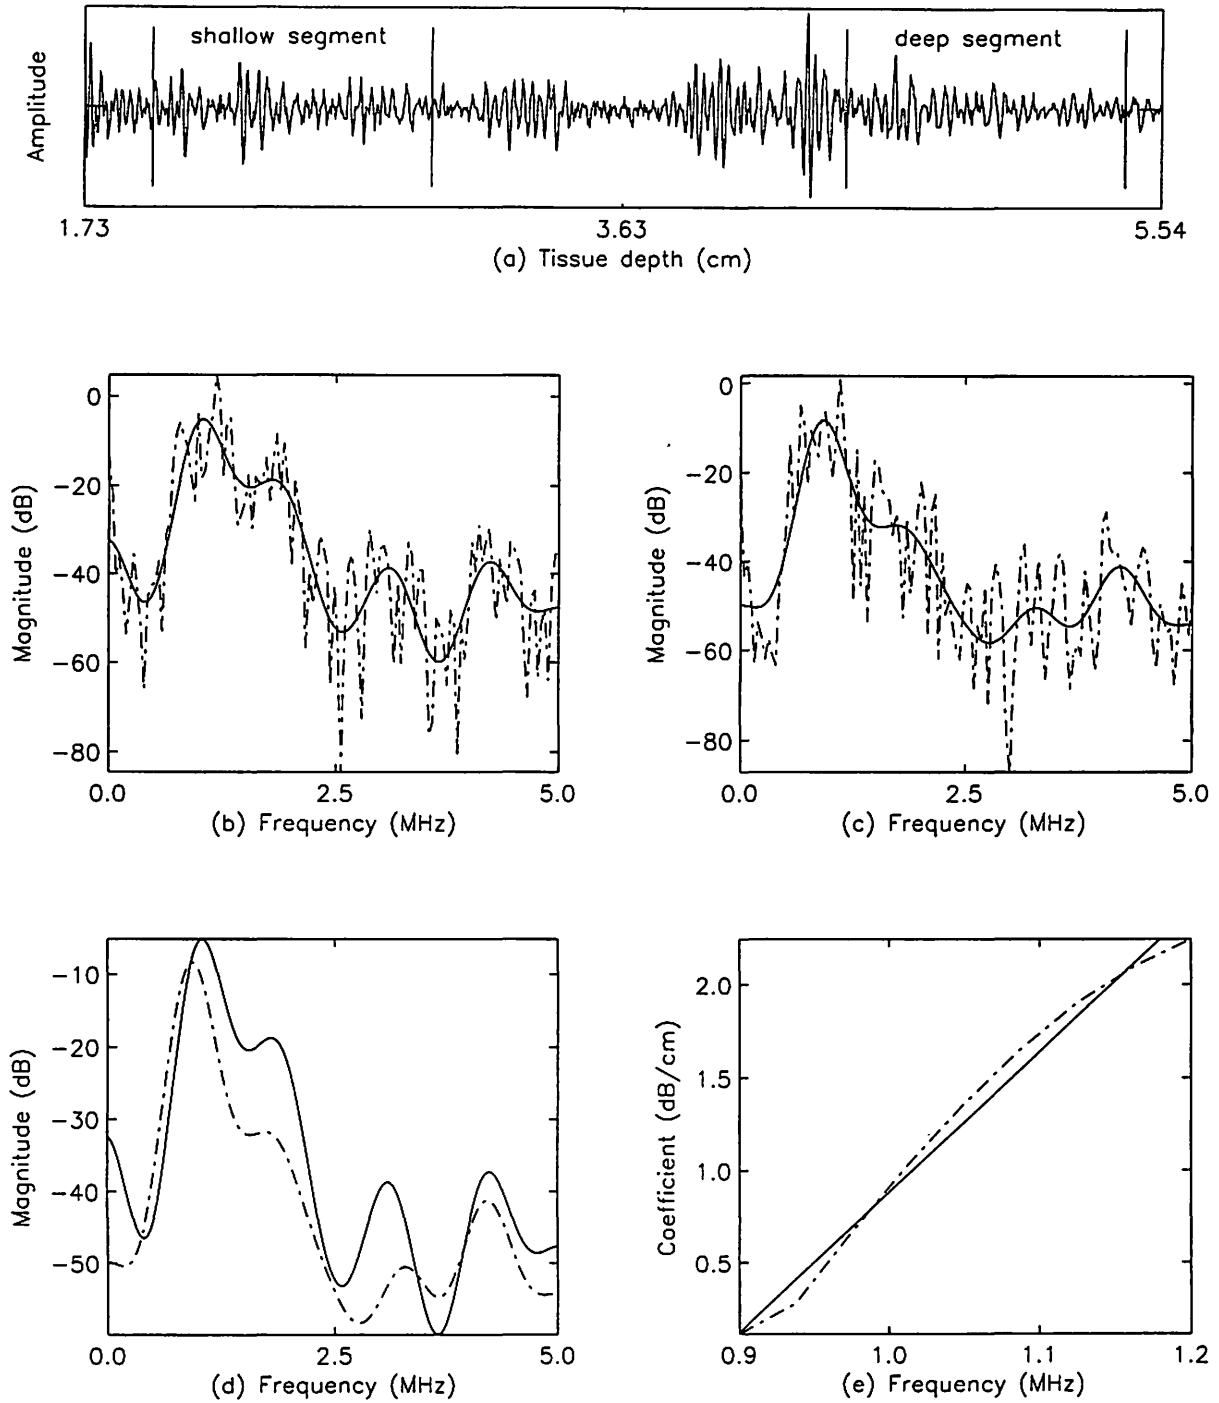 shallow segment
deep segment
Amplitude
1.73 3.63 5.54
(a) Tissue depth (cm)
0
−20
−40
−60
−80
Magnitude (dB)
0.0 2.5 5.0
(b) Frequency (MHz)
0
−20
−40
−60
−80
Magnitude (dB)
0.0 2.5 5.0
(c) Frequency (MHz)
−10
−20
−30
−40
−50
Magnitude (dB)
0.0 2.5 5.0
(d) Frequency (MHz)
2.0
1.5
1.0
0.5
Coefficient (dB/cm)
0.9 1.0 1.1 1.2
(e) Frequency (MHz)